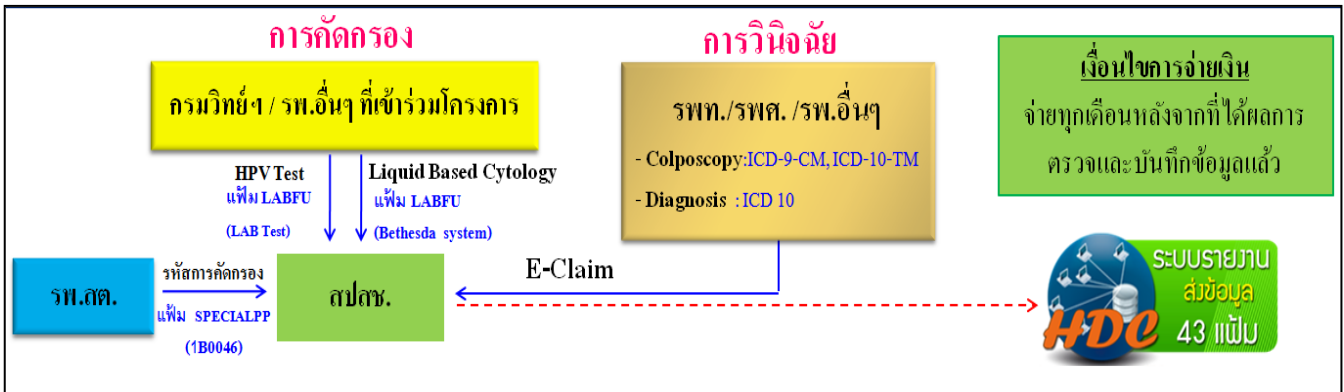 การคัดกรอง
กรมวิทย์ฯ / รพ.อื่นๆ ที่เข้าร่วมโครงการ
HPV Test
แฟ้ม LABFU
(LAB Test)
Liquid Based Cytology
แฟ้ม LABFU
(Bethesda system)
การวินิจฉัย
รพท./รพศ. /รพ.อื่นๆ
- Colposcopy:ICD-9-CM, ICD-10-TM
- Diagnosis : ICD 10
เงื่อนไขการจ่ายเงิน
จ่ายทุกเดือนหลังจากที่ได้ผลการ
ตรวจและบันทึกข้อมูลแล้ว
รพ.สต.
รหัสการคัดกรอง
แฟ้ม SPECIALPP
(1B0046)
สปสช.
E-Claim
ระบบรายงาน
ส่งข้อมูล
HDC 43 แฟ้ม